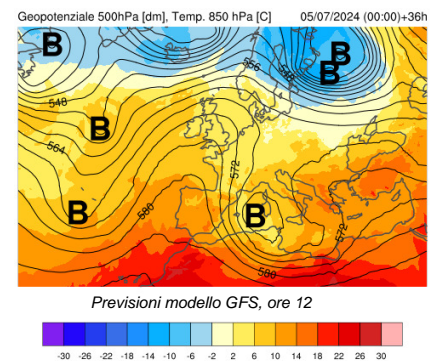 Geopotenziale 500hPa [dm], Temp. 850 hPa [C] 05/07/2024 (00:00)+36h
B B
B
556 548
548
B
564
572
580
B B
572
580
Previsioni modello GFS, ore 12
-30 -26 -22 -18 -14 -10 -6 -2 2 6 10 14 18 22 26 30